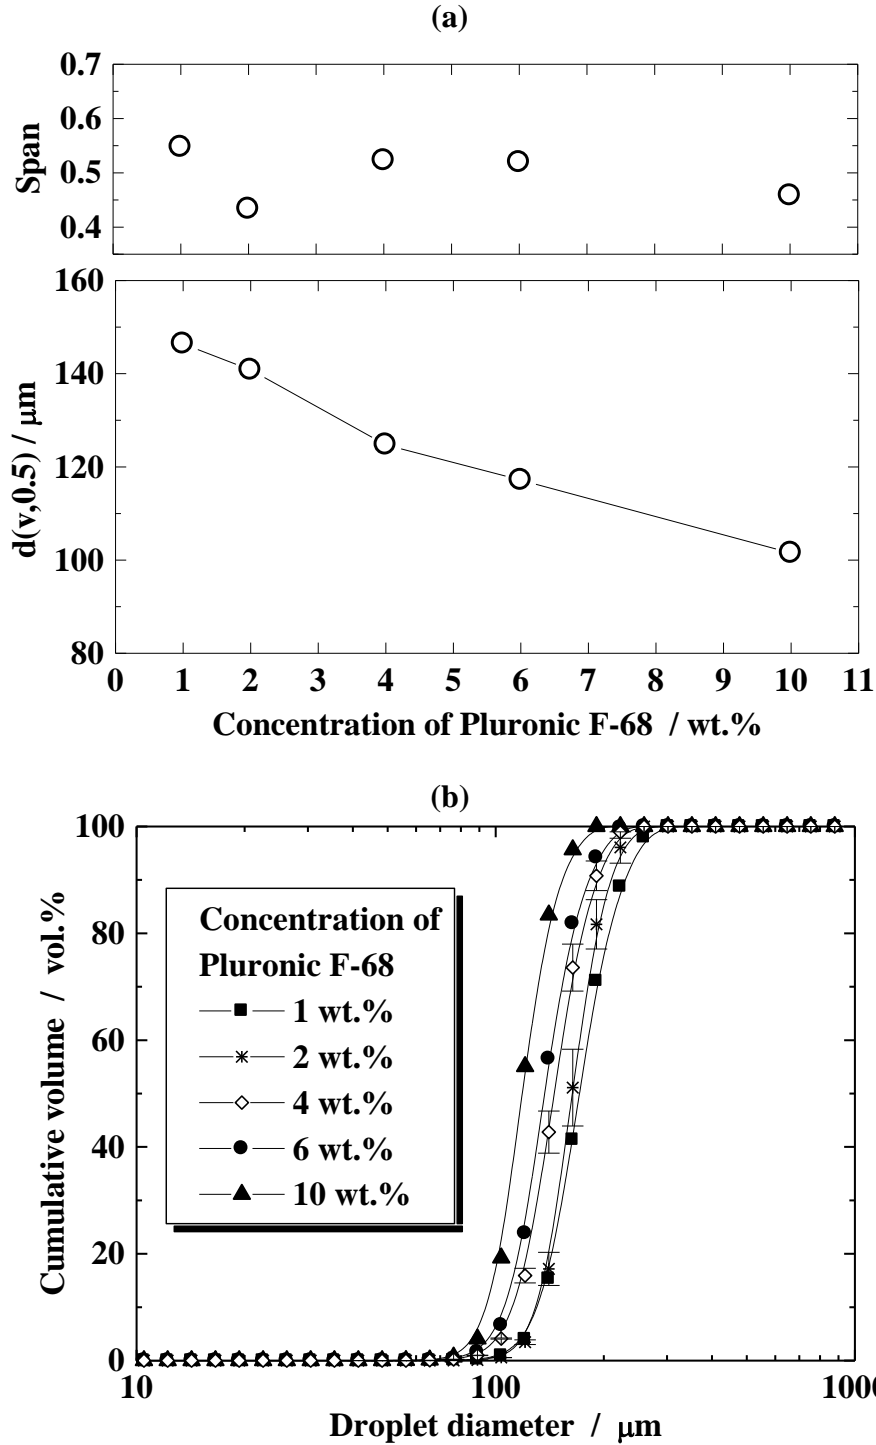 (a)
0.7
0.6
0.5
0.4
Span
160
140
120
100
80
d(v,0.5) / μm
0 1 2 3 4 5 6 7 8 9 10 11
Concentration of Pluronic F-68 / wt.%
(b)
100
80
60
40
20
0
Cumulative volume / vol.%
Concentration of
Pluronic F-68
1 wt.%
2 wt.%
4 wt.%
6 wt.%
10 wt.%
10 100 1000
Droplet diameter / μm